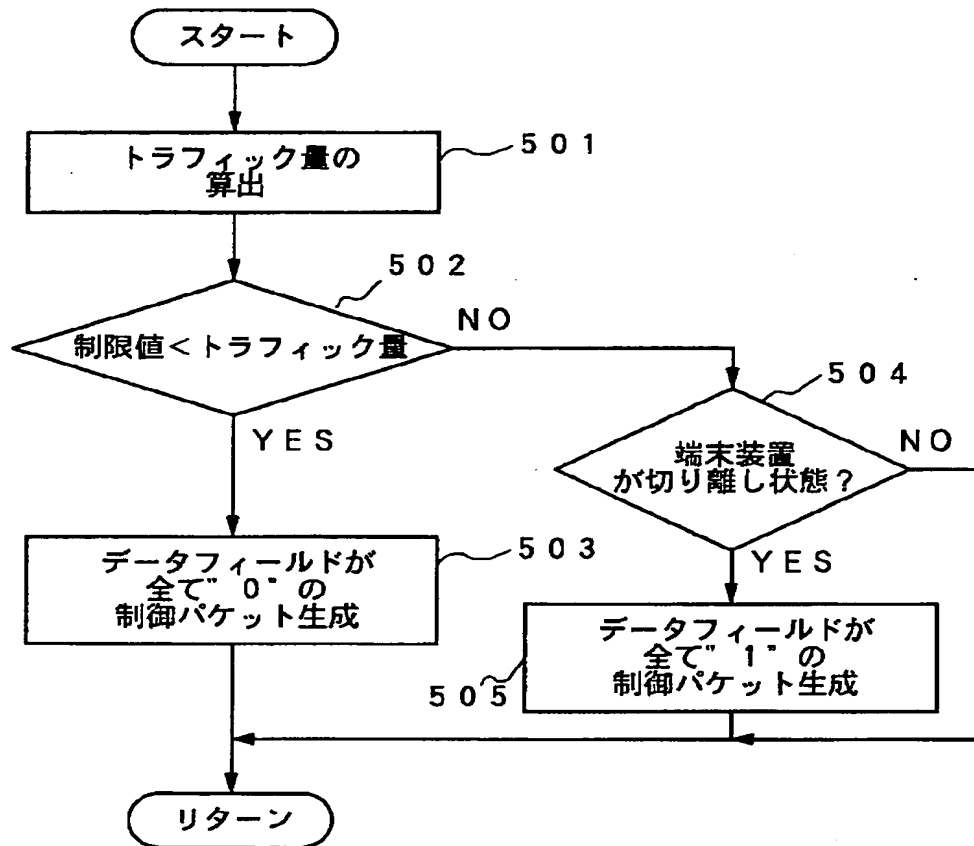 スタート
トラフィック量の
算出
501
502
制限値＜トラフィック量
NO
YES
504
端末装置
が切り離し状態？
NO
YES
データフィールドが
全て"0"の
制御パケット生成
503
データフィールドが
全て"1"の
制御パケット生成
505
リターン